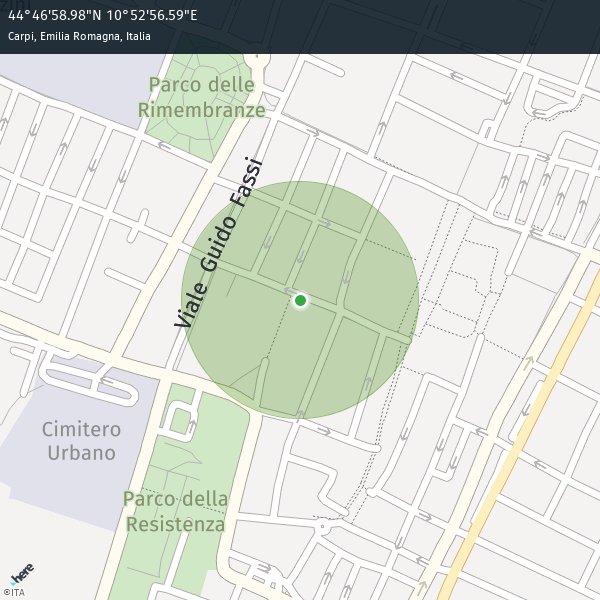 44°46'58.98"N 10°52'56.59"E
Carpi, Emilia Romagna, Italia
Parco delle
Rimembranze
Viale Guido Fassi
Cimitero
Urbano
Parco della
Resistenza
here
©ITA